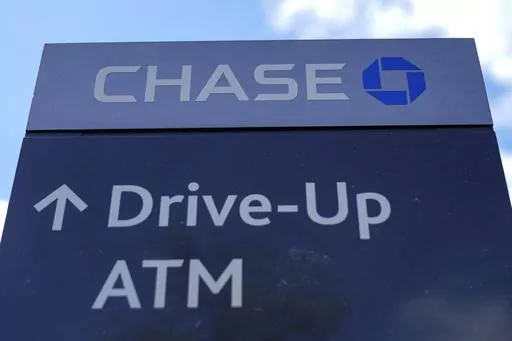 CHASE
↑ Drive-Up
ATM